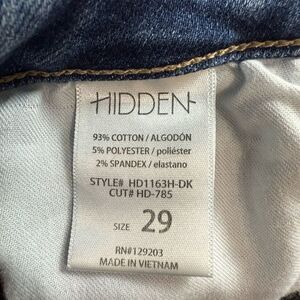 HIDDEN
93% COTTON / ALGODÓN
5% POLYESTER / poliéster
2% SPANDEX / elastano
STYLE# HD1163H-DK
CUT# HD-785
SIZE 29
RN#129203
MADE IN VIETNAM